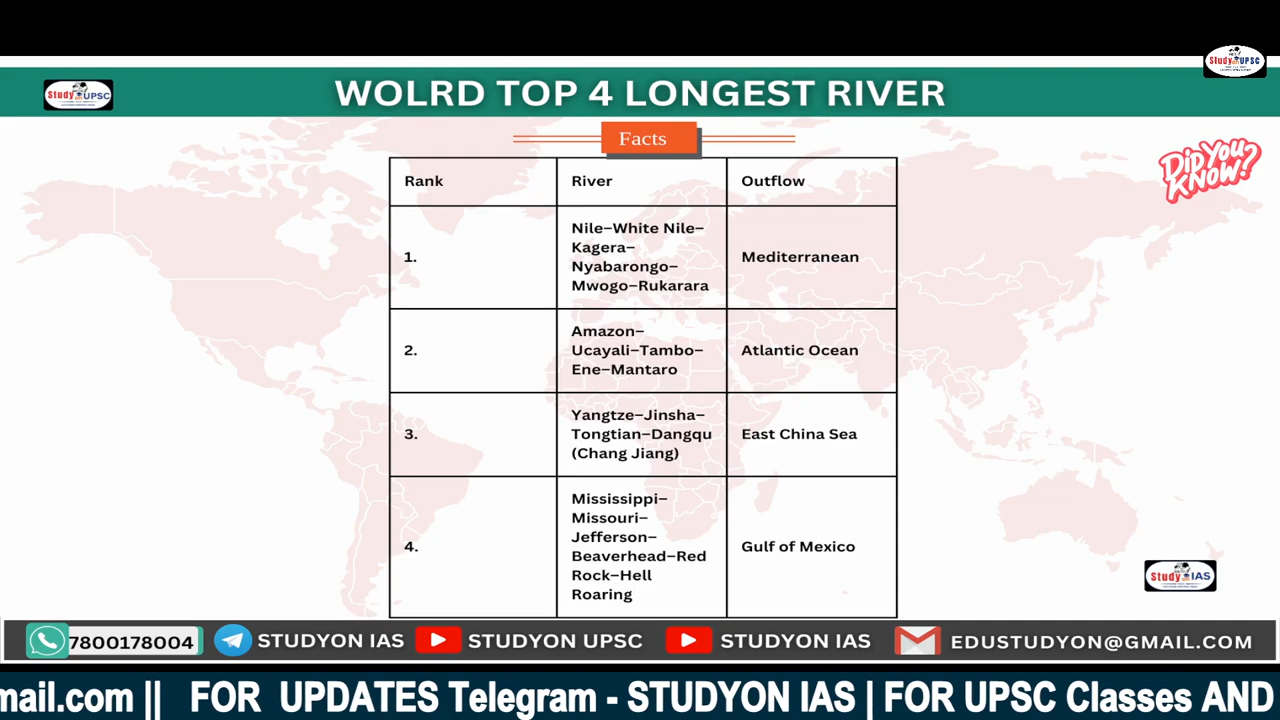 Study UPSC
Study UPSC
WOLRD TOP 4 LONGEST RIVER
Facts
DID YOU
KNOW?
Rank River Outflow
1.
Nile–White Nile–
Kagera–
Nyabarongo–
Mwogo–Rukarara
Mediterranean
2.
Amazon–
Ucayali–Tambo–
Ene–Mantaro
Atlantic Ocean
3.
Yangtze–Jinsha–
Tongtian–Dangqu
(Chang Jiang)
East China Sea
4.
Mississippi–
Missouri–
Jefferson–
Beaverhead–Red
Rock–Hell
Roaring
Gulf of Mexico
Study IAS
7800178004 STUDYON IAS STUDYON UPSC STUDYON IAS EDUSTUDYON@GMAIL.COM
mail.com || FOR UPDATES Telegram - STUDYON IAS | FOR UPSC Classes AND